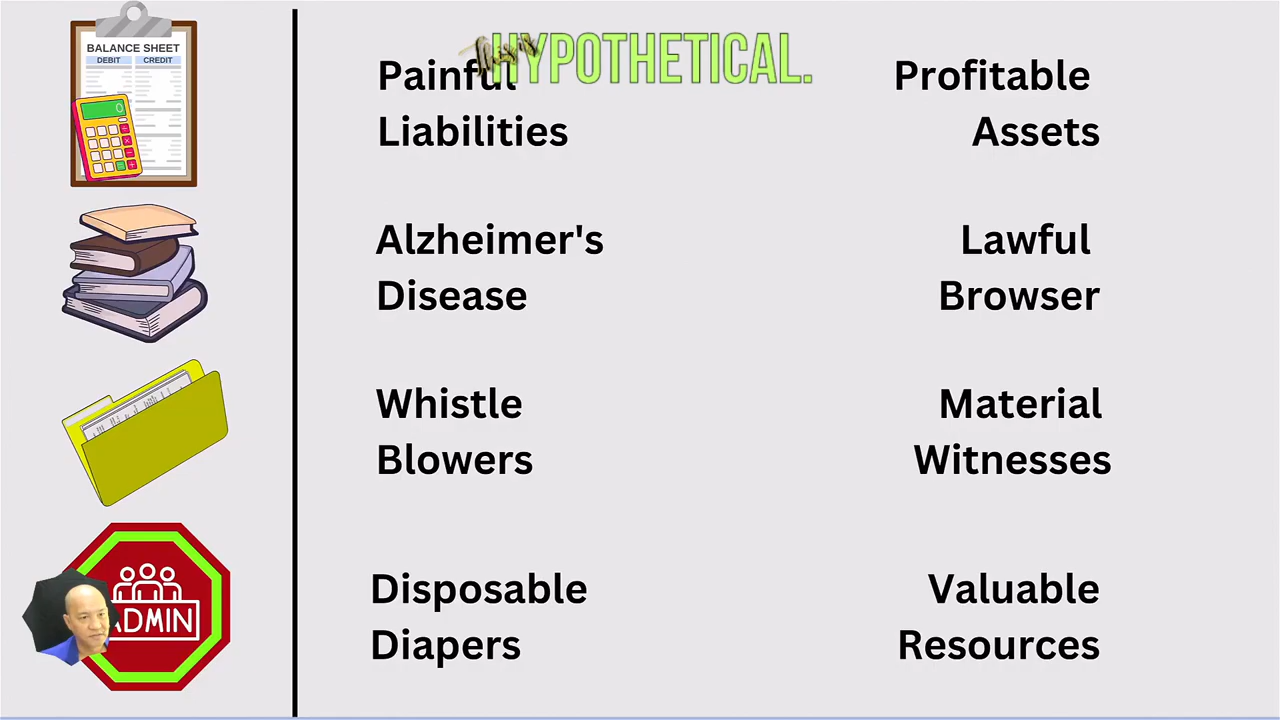 BALANCE SHEET
DEBIT CREDIT
0
HYPOTHETICAL.
Painful Profitable
Liabilities Assets
Alzheimer's Lawful
Disease Browser
Whistle Material
Blowers Witnesses
Disposable Valuable
Diapers Resources
ADMIN